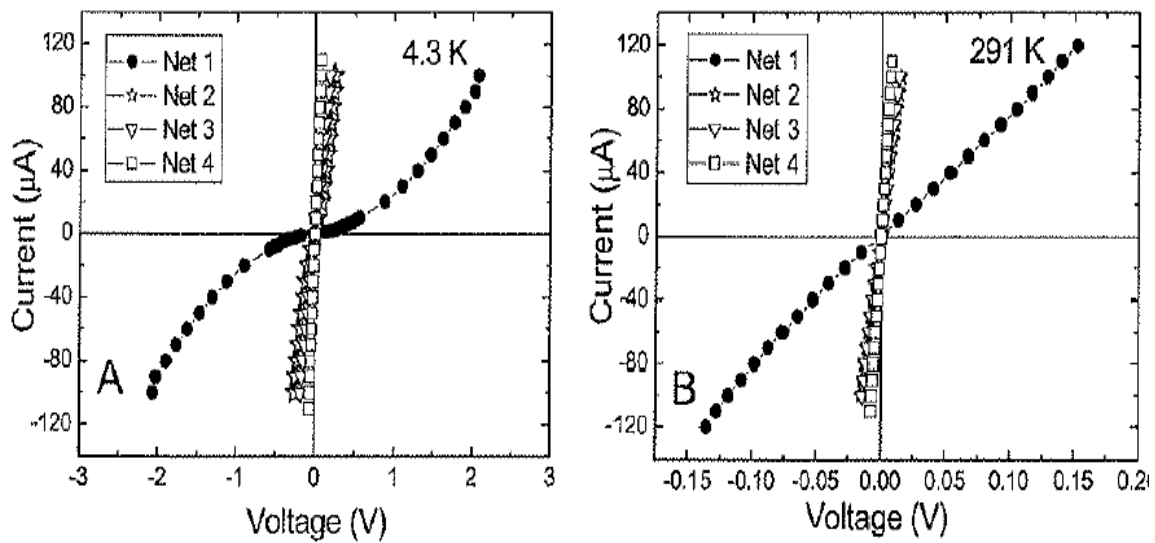 120
80
40
0
-40
-80
-120
Current (µA)
Net 1
Net 2
Net 3
Net 4
4.3 K
A
-3
-2
-1
0
1
2
3
Voltage (V)
120
80
40
0
-40
-80
-120
Current (µA)
Net 1
Net 2
Net 3
Net 4
291 K
B
-0.15
-0.10
-0.05
0.00
0.05
0.10
0.15
0.20
Voltage (V)